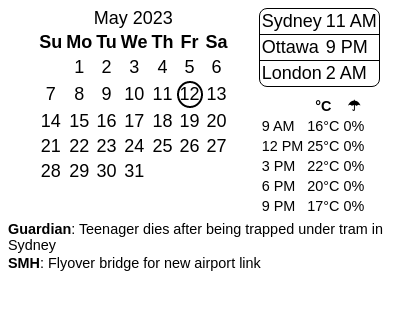 May 2023
Su Mo Tu We Th Fr Sa
1 2 3 4 5 6
7 8 9 10 11 12 13
14 15 16 17 18 19 20
21 22 23 24 25 26 27
28 29 30 31
Sydney 11 AM
Ottawa 9 PM
London 2 AM
°C ☂
9 AM 16°C 0%
12 PM 25°C 0%
3 PM 22°C 0%
6 PM 20°C 0%
9 PM 17°C 0%
Guardian: Teenager dies after being trapped under tram in
Sydney
SMH: Flyover bridge for new airport link